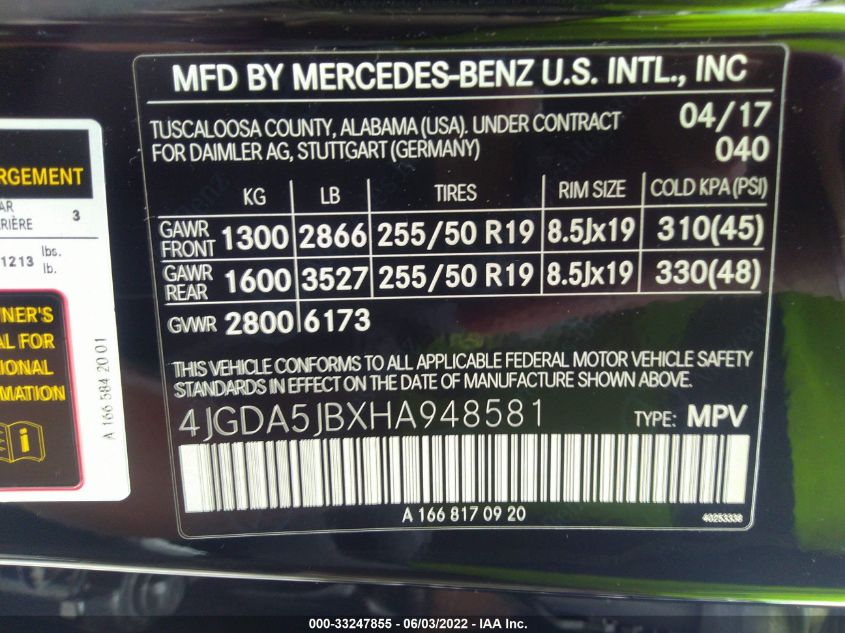 MFD BY MERCEDES-BENZ U.S. INTL., INC
TUSCALOOSA COUNTY, ALABAMA (USA). UNDER CONTRACT 04/17
FOR DAIMLER AG, STUTTGART (GERMANY) 040
KG LB TIRES RIM SIZE COLD KPA (PSI)
GAWR FRONT 1300 2866 255/50 R19 8.5Jx19 310(45)
GAWR REAR 1600 3527 255/50 R19 8.5Jx19 330(48)
GVWR 2800 6173
THIS VEHICLE CONFORMS TO ALL APPLICABLE FEDERAL MOTOR VEHICLE SAFETY
STANDARDS IN EFFECT ON THE DATE OF MANUFACTURE SHOWN ABOVE.
4JGDA5JBXHA948581 TYPE: MPV
A 166 817 09 20 40253338
RGEMENT
AR
RIÈRE 3
1213 lbs.
lb.
NER'S
AL FOR
IONAL
RMATION
A 166 584 20 01
000-33247855 - 06/03/2022 - IAA Inc.